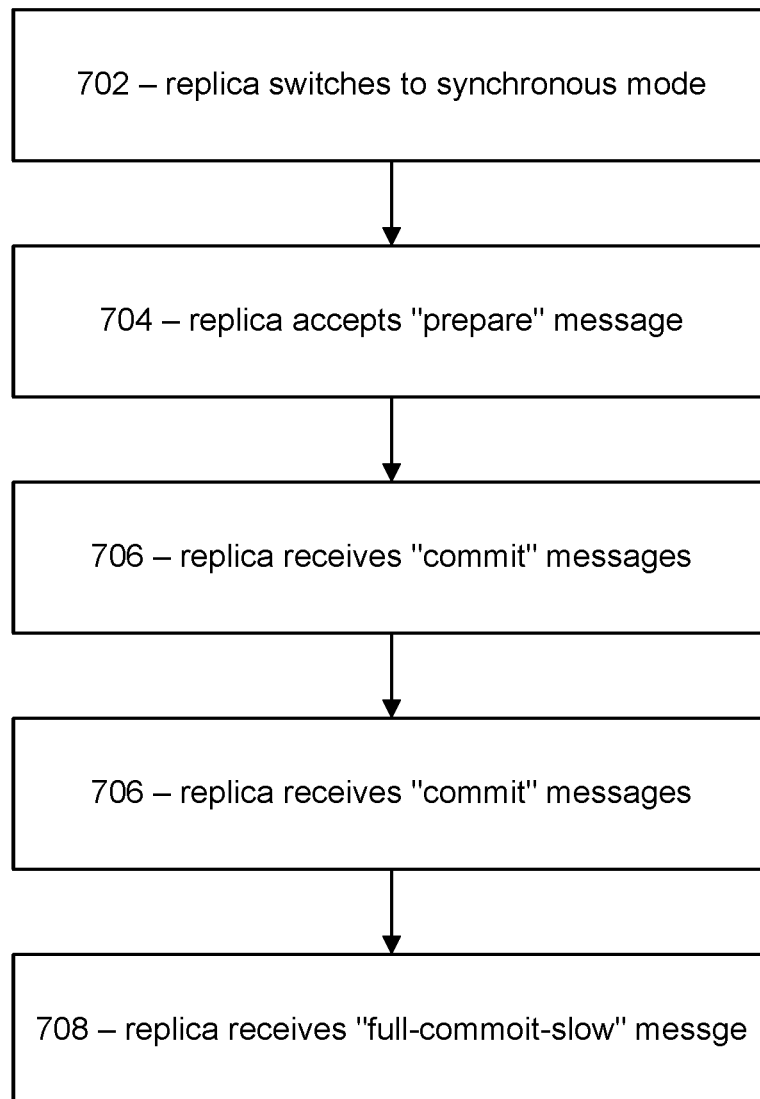 702 – replica switches to synchronous mode
704 – replica accepts "prepare" message
706 – replica receives "commit" messages
706 – replica receives "commit" messages
708 – replica receives "full-commoit-slow" messge